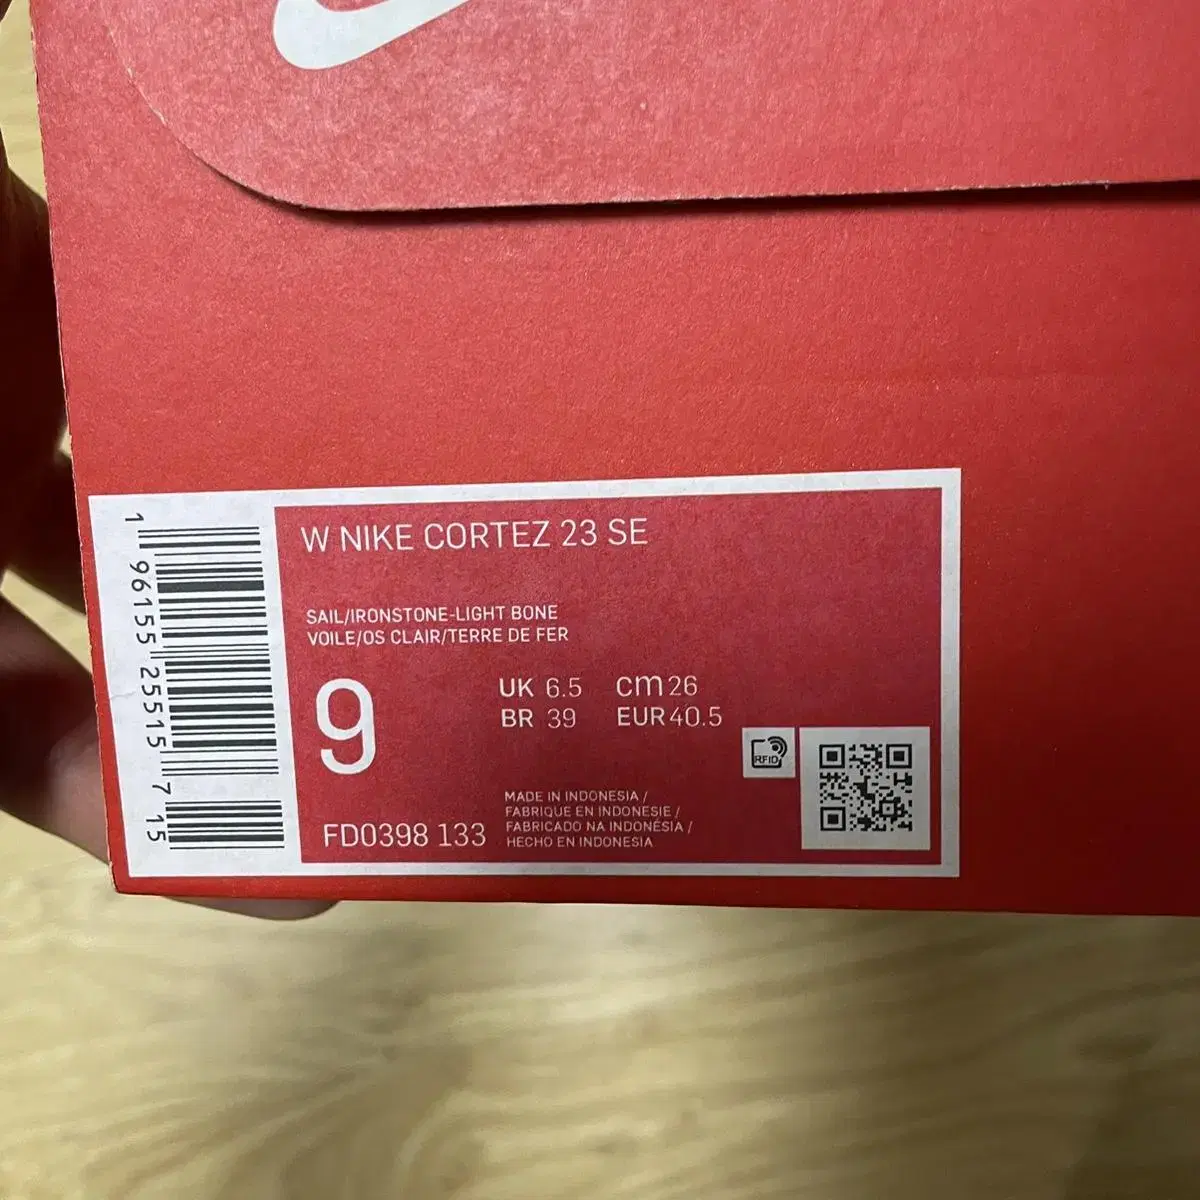 W NIKE CORTEZ 23 SE
SAIL/IRONSTONE-LIGHT BONE
VOILE/OS CLAIR/TERRE DE FER
9
UK 6.5 cm 26
BR 39 EUR 40.5
RFID
FD0398 133
MADE IN INDONESIA /
FABRIQUE EN INDONESIE /
FABRICADO NA INDONÉSIA /
HECHO EN INDONESIA
1 96155 25515 7 15